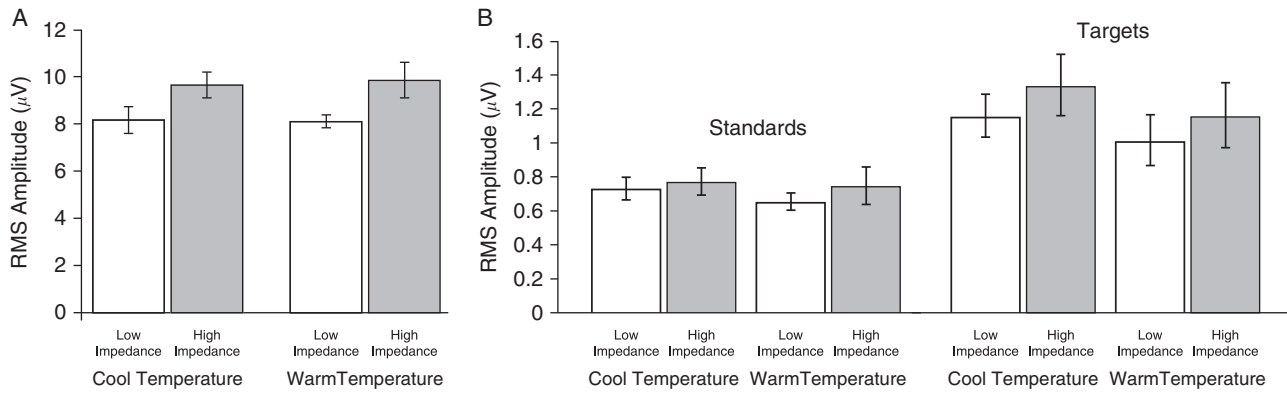 A
RMS Amplitude (μV)
12
10
8
6
4
2
0
Low
Impedance
High
Impedance
Low
Impedance
High
Impedance
Cool Temperature
WarmTemperature
B
RMS Amplitude (μV)
1.6
1.4
1.2
1
0.8
0.6
0.4
0.2
0
Standards
Targets
Low
Impedance
High
Impedance
Low
Impedance
High
Impedance
Low
Impedance
High
Impedance
Low
Impedance
High
Impedance
Cool Temperature
WarmTemperature
Cool Temperature
WarmTemperature